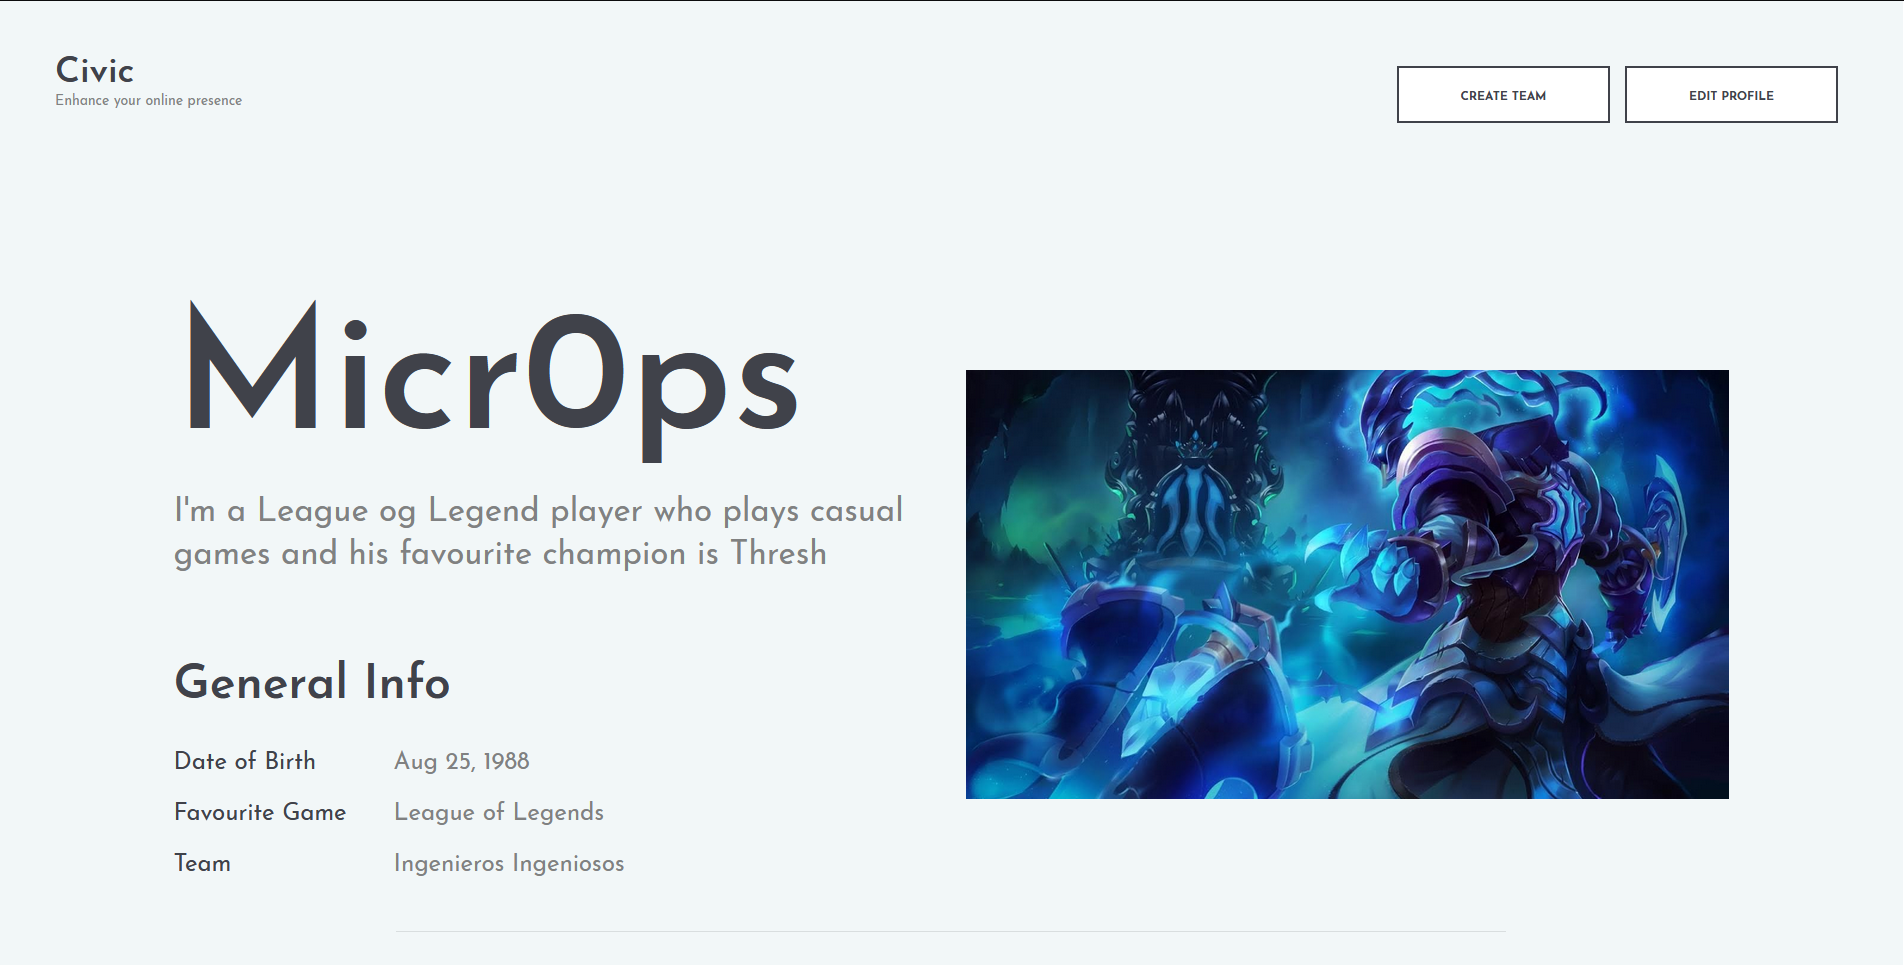 Civic
Enhance your online presence
CREATE TEAM
EDIT PROFILE
Micr0ps
I'm a League og Legend player who plays casual
games and his favourite champion is Thresh
General Info
Date of Birth Aug 25, 1988
Favourite Game League of Legends
Team Ingenieros Ingeniosos